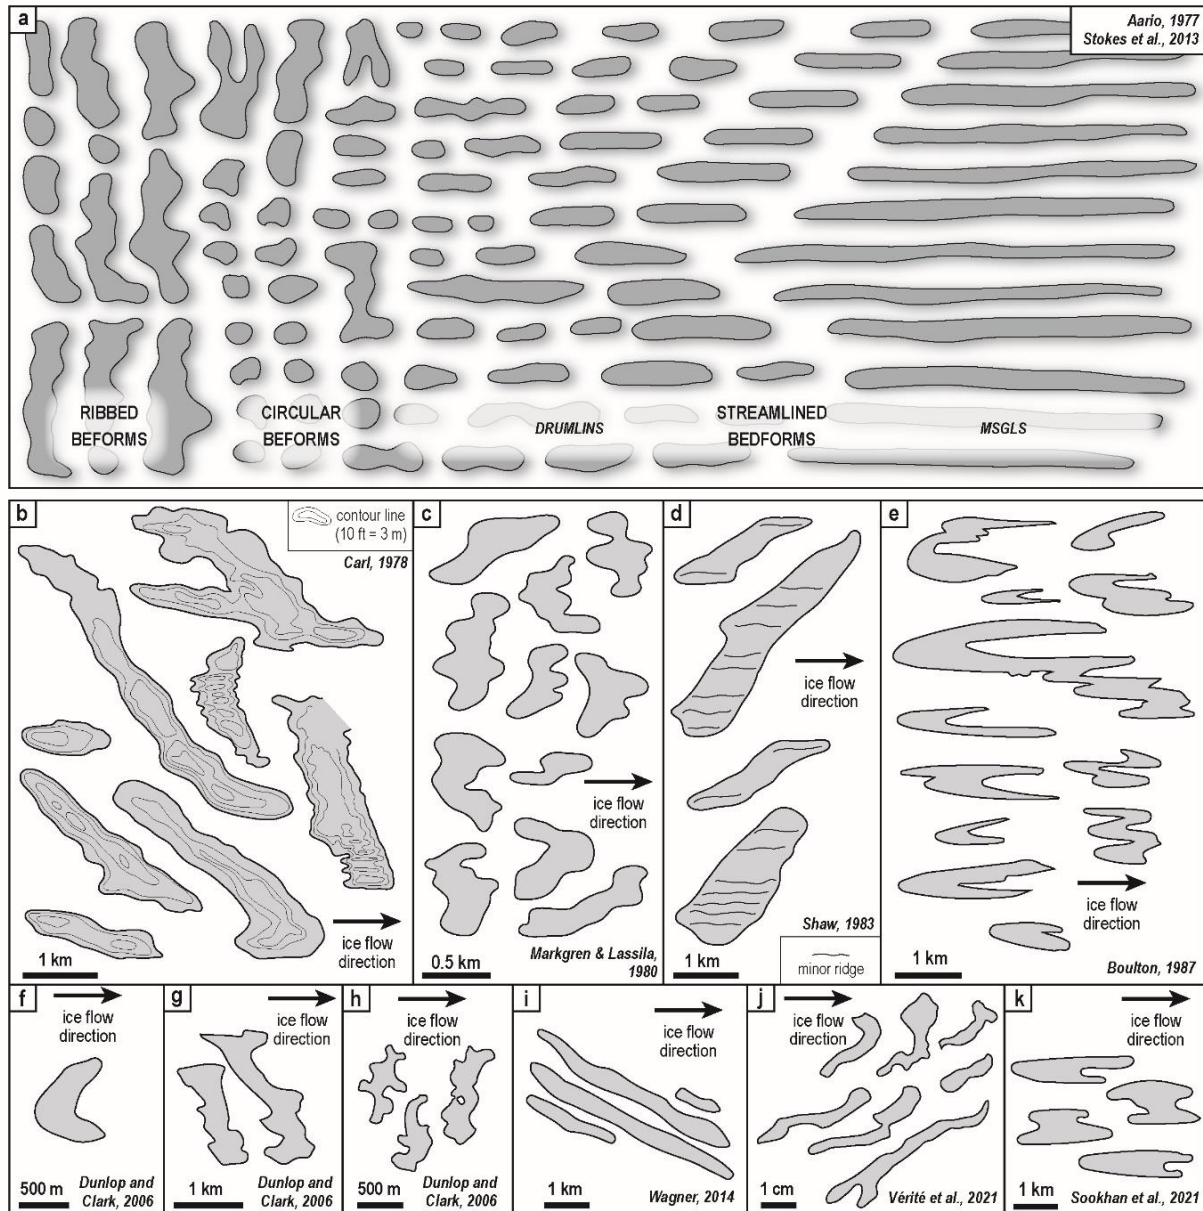 a
Aario, 1977
Stokes et al., 2013
RIBBED
BEFORMS
CIRCULAR
BEFORMS
DRUMLINS
STREAMLINED
BEDFORMS
MSGLS
b
contour line
(10 ft = 3 m)
Carl, 1978
ice flow
direction
1 km
c
ice flow
direction
0.5 km
Markgren & Lassila,
1980
d
ice flow
direction
Shaw, 1983
1 km
minor ridge
e
ice flow
direction
1 km
Boulton, 1987
f
ice flow
direction
500 m
Dunlop and
Clark, 2006
g
ice flow
direction
1 km
Dunlop and
Clark, 2006
h
ice flow
direction
500 m
Dunlop and
Clark, 2006
i
ice flow
direction
1 km
Wagner, 2014
j
ice flow
direction
1 cm
Vérité et al., 2021
k
ice flow
direction
1 km
Sookhan et al., 2021